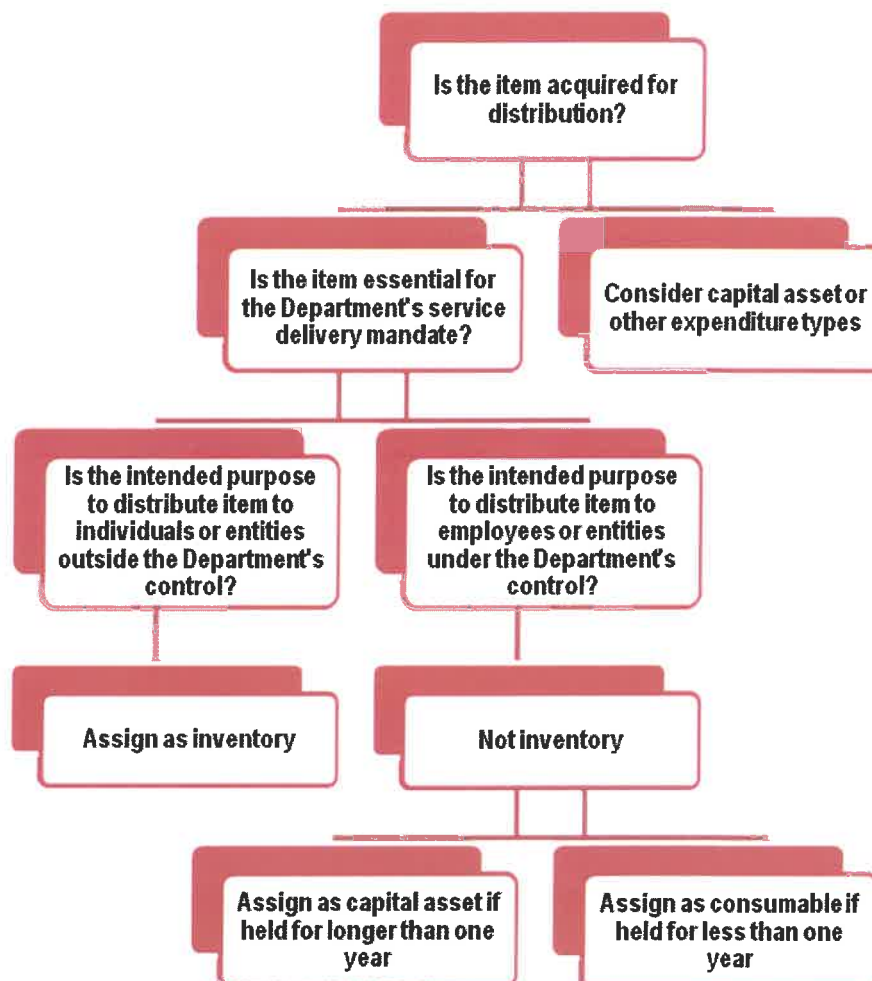 Is the item acquired for
distribution?
Is the item essential for
the Department's service
delivery mandate?
Consider capital asset or
other expenditure types
Is the intended purpose
to distribute item to
individuals or entities
outside the Department's
control?
Is the intended purpose
to distribute item to
employees or entities
under the Department's
control?
Assign as inventory
Not inventory
Assign as capital asset if
held for longer than one
year
Assign as consumable if
held for less than one
year